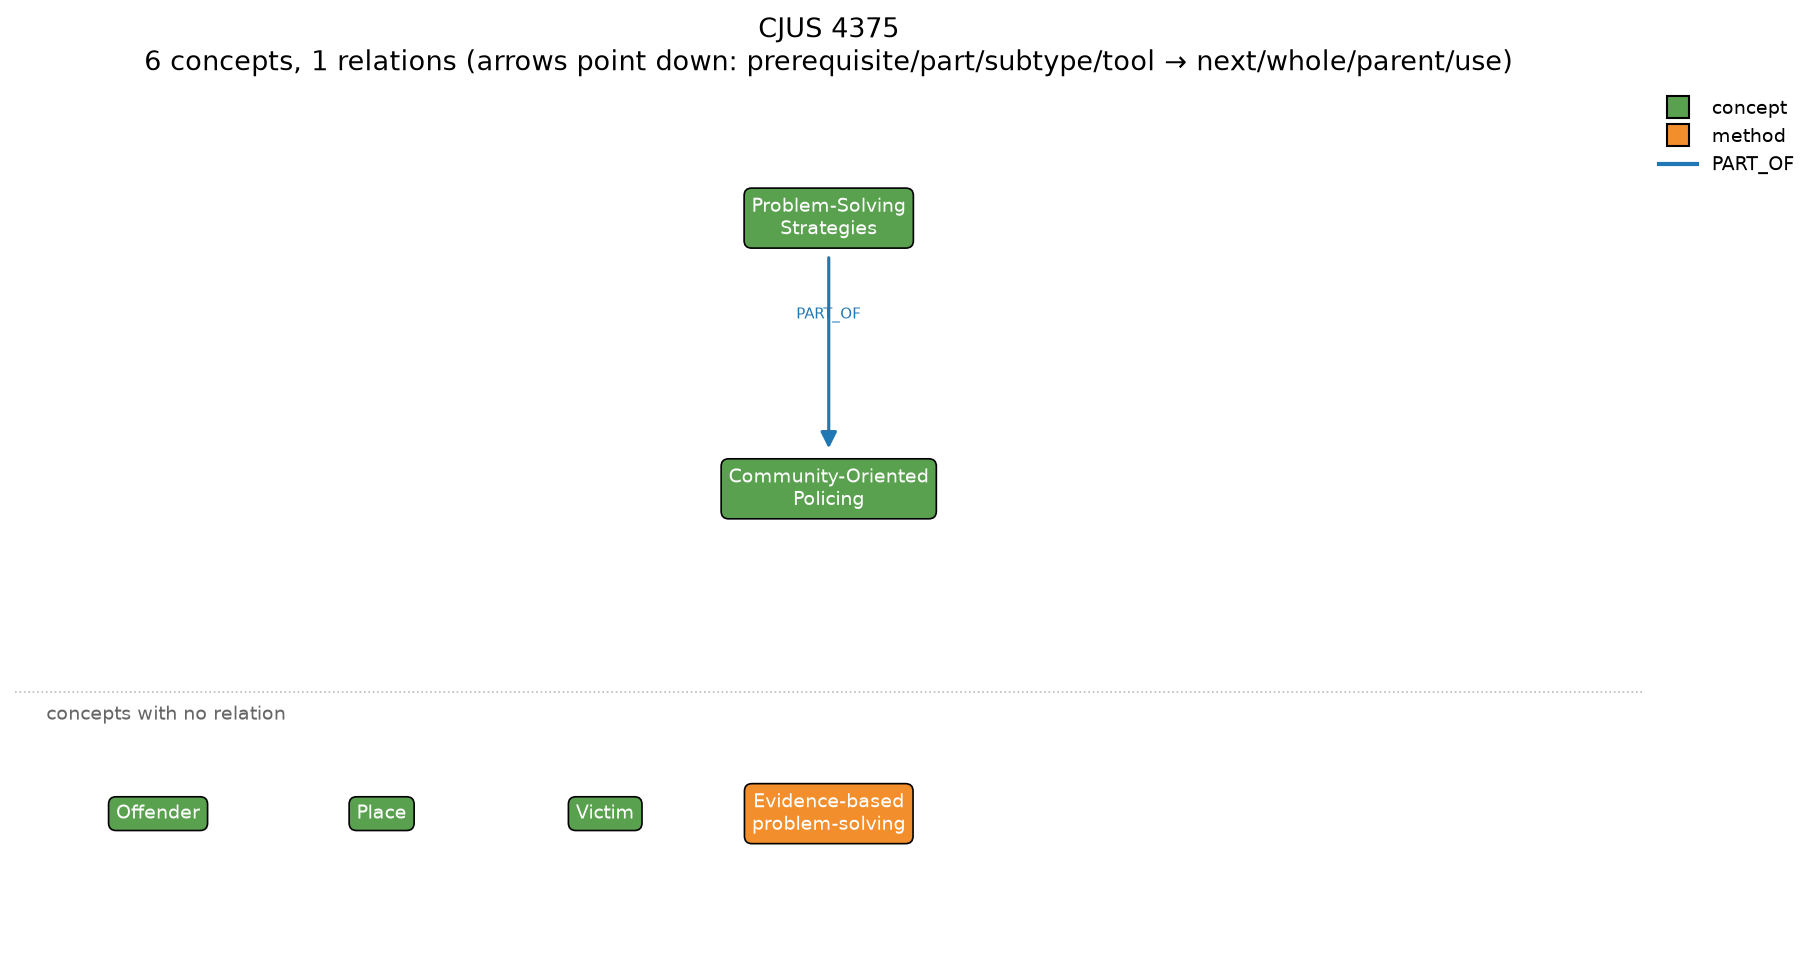 CJUS 4375
6 concepts, 1 relations (arrows point down: prerequisite/part/subtype/tool → next/whole/parent/use)
concept
method
PART_OF
Problem-Solving
Strategies
PART_OF
Community-Oriented
Policing
concepts with no relation
Offender
Place
Victim
Evidence-based
problem-solving